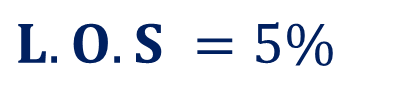 L. O. S = 5%